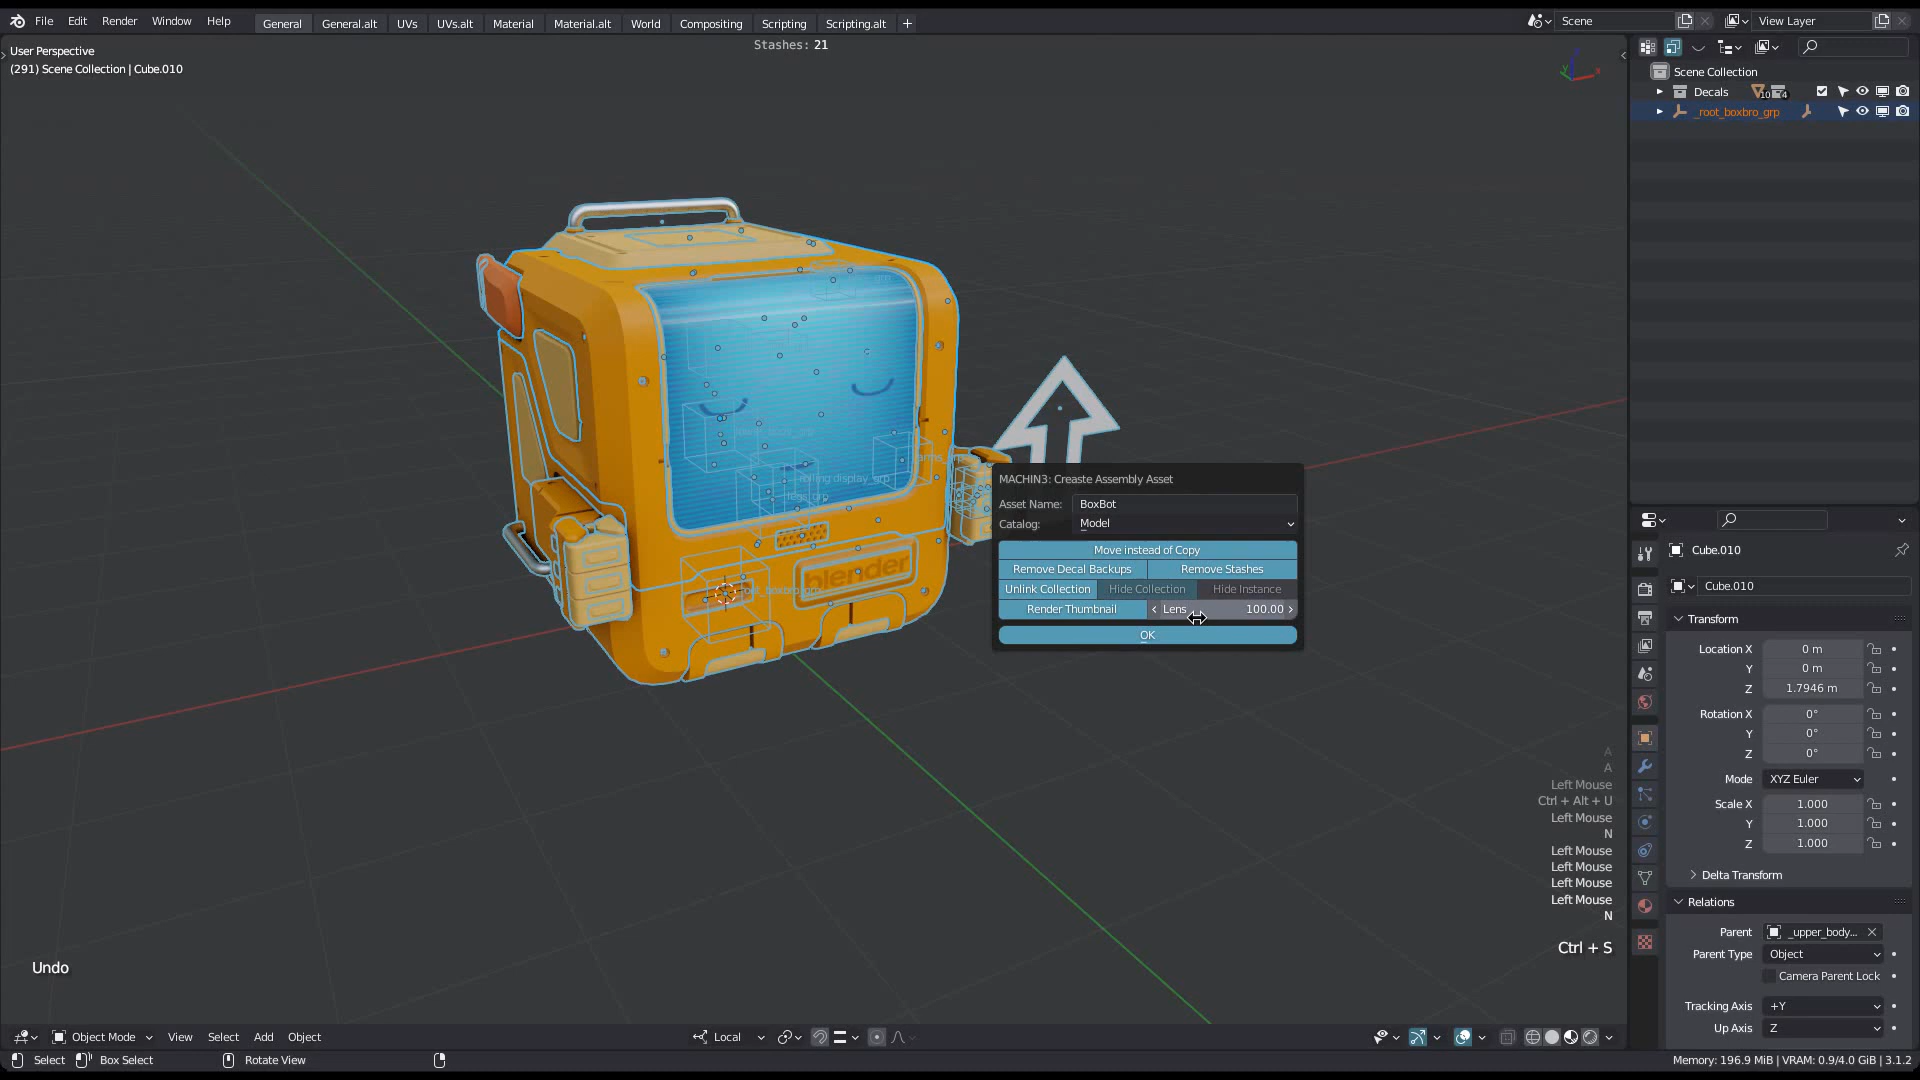 File Edit Render Window Help
General General.alt UVs UVs.alt Material Material.alt World Compositing Scripting Scripting.alt +
Scene
View Layer
User Perspective
(291) Scene Collection | Cube.010
Stashes: 21
Scene Collection
Decals 10 4
_root_boxbro_grp
rolling display_grp
legs_grp
blender
MACHIN3: Creaste Assembly Asset
Asset Name: BoxBot
Catalog: Model
Move instead of Copy
Remove Decal Backups Remove Stashes
Unlink Collection Hide Collection Hide Instance
Render Thumbnail Lens 100.00
OK
Cube.010
Cube.010
Transform
Location X 0 m
Y 0 m
Z 1.7946 m
Rotation X 0°
Y 0°
Z 0°
Mode XYZ Euler
Scale X 1.000
Y 1.000
Z 1.000
Delta Transform
Relations
Parent _upper_body...
Parent Type Object
Camera Parent Lock
Tracking Axis +Y
Up Axis Z
A
A
Left Mouse
Ctrl + Alt + U
Left Mouse
N
Left Mouse
Left Mouse
Left Mouse
Left Mouse
N
Ctrl + S
Undo
Object Mode View Select Add Object
Local
Select Box Select Rotate View
Memory: 196.9 MiB | VRAM: 0.9/4.0 GiB | 3.1.2